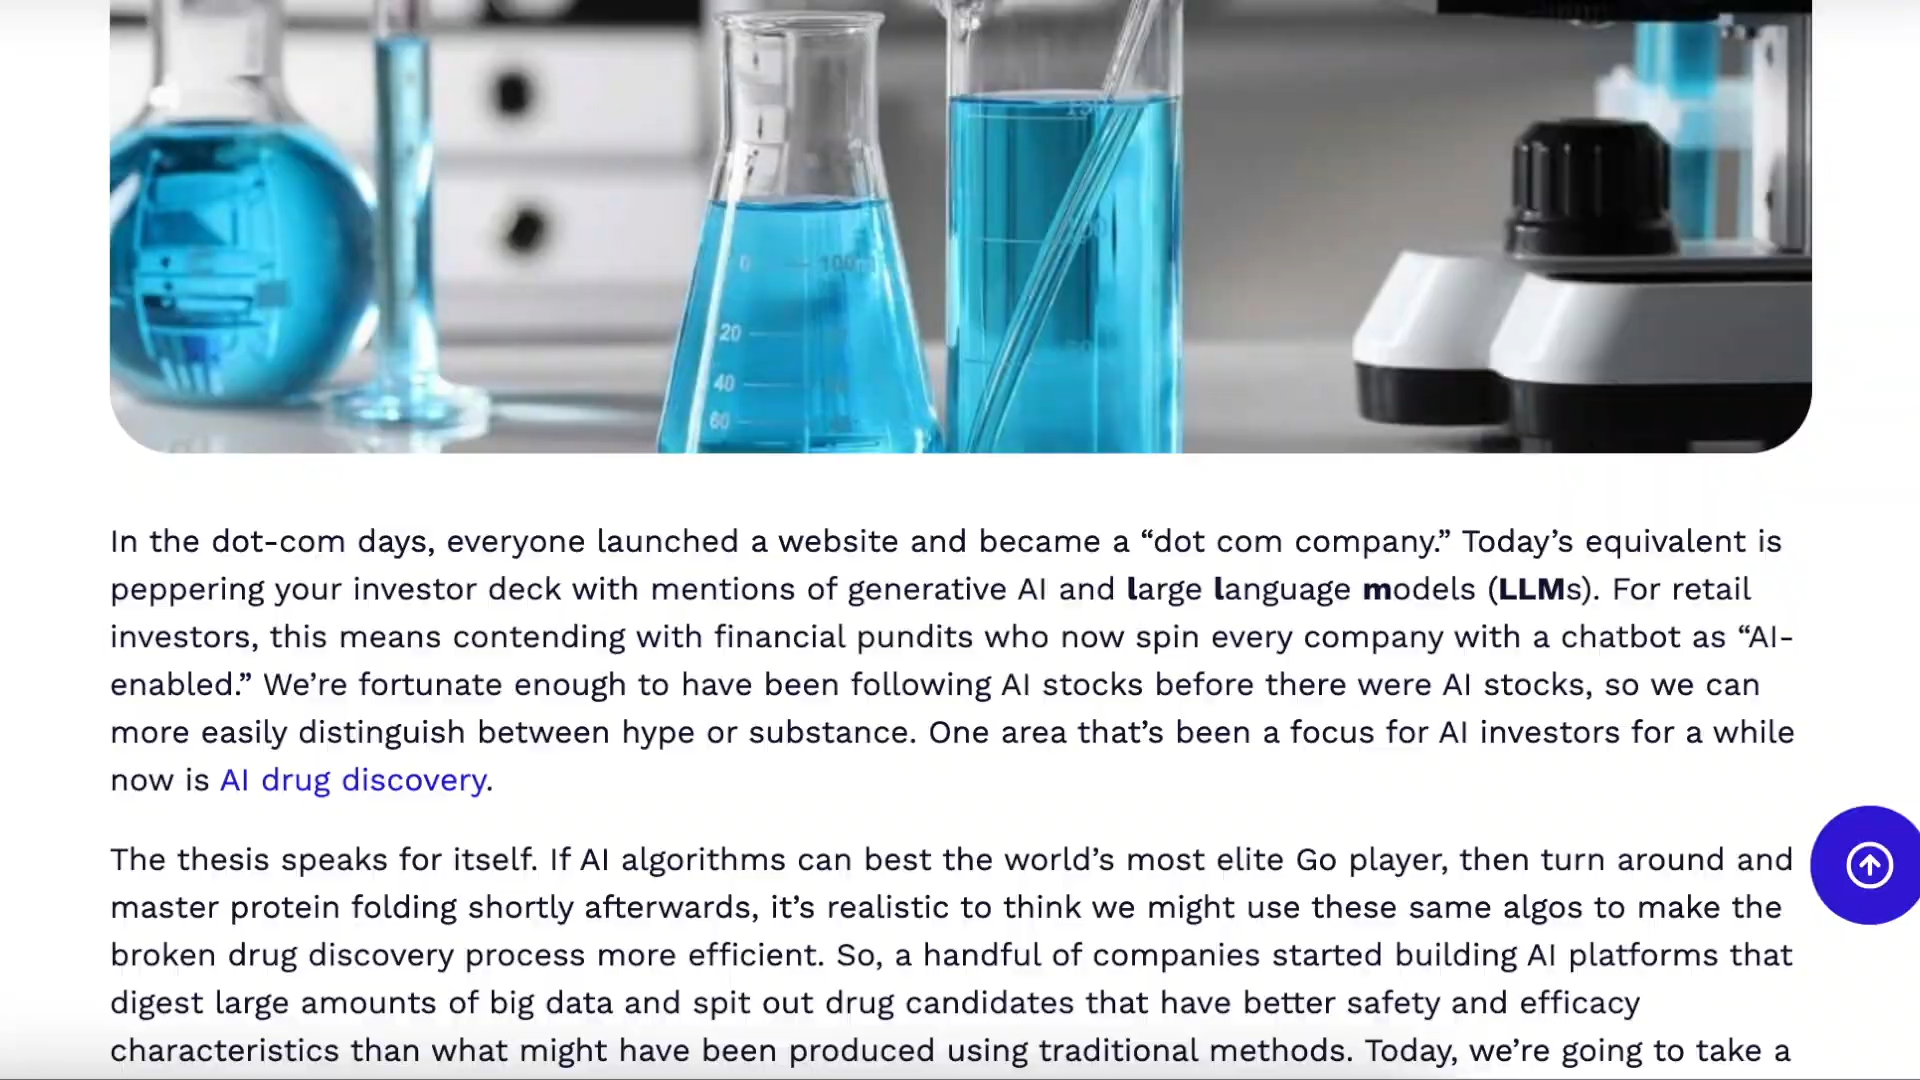 150
0 100
20
40
60
In the dot-com days, everyone launched a website and became a “dot com company.” Today’s equivalent is
peppering your investor deck with mentions of generative AI and large language models (LLMs). For retail
investors, this means contending with financial pundits who now spin every company with a chatbot as “AI-
enabled.” We’re fortunate enough to have been following AI stocks before there were AI stocks, so we can
more easily distinguish between hype or substance. One area that’s been a focus for AI investors for a while
now is AI drug discovery.
The thesis speaks for itself. If AI algorithms can best the world’s most elite Go player, then turn around and
master protein folding shortly afterwards, it’s realistic to think we might use these same algos to make the
broken drug discovery process more efficient. So, a handful of companies started building AI platforms that
digest large amounts of big data and spit out drug candidates that have better safety and efficacy
characteristics than what might have been produced using traditional methods. Today, we’re going to take a